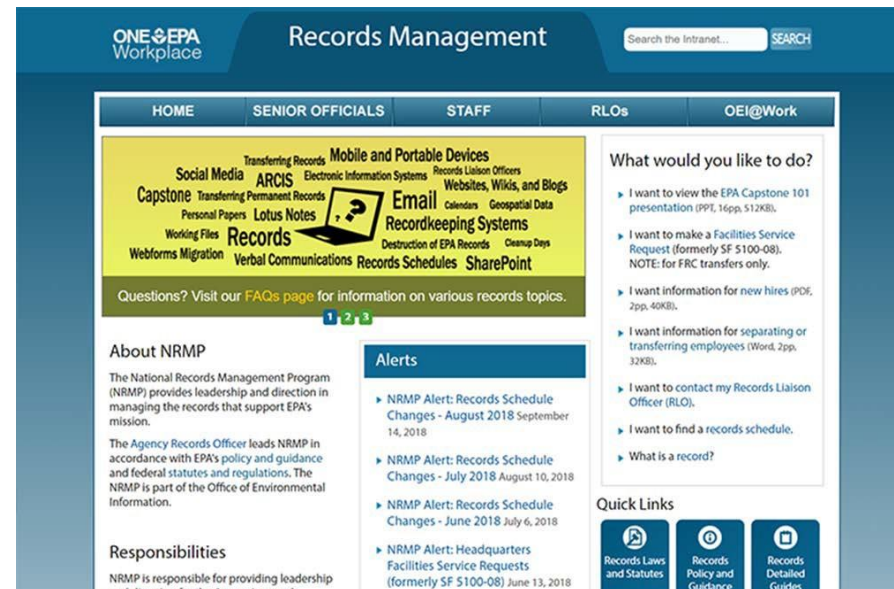 ONE EPA
Workplace
Records Management
Search the Intranet...
SEARCH
HOME
SENIOR OFFICIALS
STAFF
RLOs
OEI@Work
Transferring Records
Mobile and Portable Devices
Social Media
ARCIS
Electronic Information Systems
Records Liaison Officers
Websites, Wikis, and Blogs
Capstone
Transferring Permanent Records
? ?
Email
Calendars
Geospatial Data
Personal Papers
Lotus Notes
Recordkeeping Systems
Working Files
Records
Destruction of EPA Records
Cleanup Days
Webforms Migration
Verbal Communications
Records Schedules
SharePoint
Questions? Visit our FAQs page for information on various records topics.
1 2 3
About NRMP
The National Records Management Program
(NRMP) provides leadership and direction in
managing the records that support EPA's
mission.
The Agency Records Officer leads NRMP in
accordance with EPA's policy and guidance
and federal statutes and regulations. The
NRMP is part of the Office of Environmental
Information.
Responsibilities
NRMP is responsible for providing leadership
Alerts
NRMP Alert: Records Schedule
Changes - August 2018 September
14, 2018
NRMP Alert: Records Schedule
Changes - July 2018 August 10, 2018
NRMP Alert: Records Schedule
Changes - June 2018 July 6, 2018
NRMP Alert: Headquarters
Facilities Service Requests
(formerly SF 5100-08) June 13, 2018
What would you like to do?
I want to view the EPA Capstone 101
presentation (PPT, 16pp, 512KB).
I want to make a Facilities Service
Request (formerly SF 5100-08).
NOTE: for FRC transfers only.
I want information for new hires (PDF,
2pp, 40KB).
I want information for separating or
transferring employees (Word, 2pp,
32KB).
I want to contact my Records Liaison
Officer (RLO).
I want to find a records schedule.
What is a record?
Quick Links
Records Laws
and Statutes
Records
Policy and
Guidance
Records
Detailed
Guides